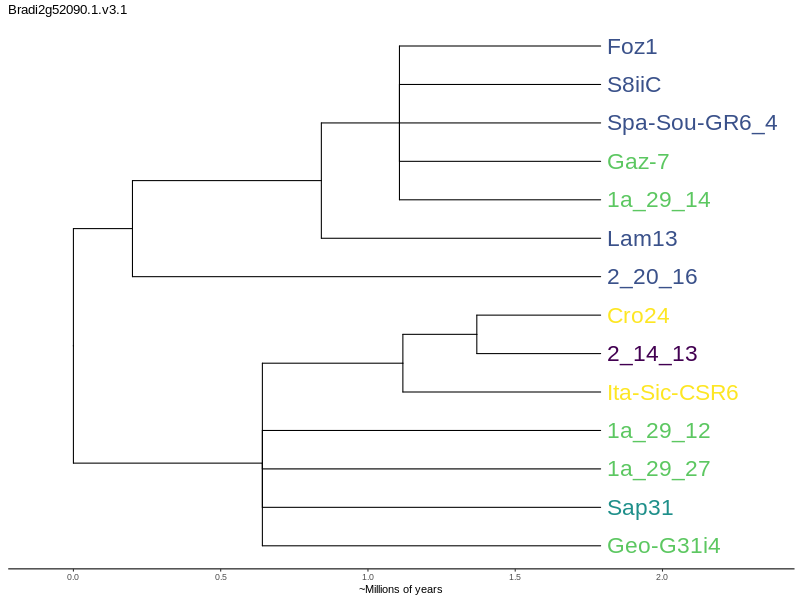 Bradi2g52090.1.v3.1
Foz1
S8iiC
Spa-Sou-GR6_4
Gaz-7
1a_29_14
Lam13
2_20_16
Cro24
2_14_13
Ita-Sic-CSR6
1a_29_12
1a_29_27
Sap31
Geo-G31i4
0.0 0.5 1.0 1.5 2.0
~Millions of years